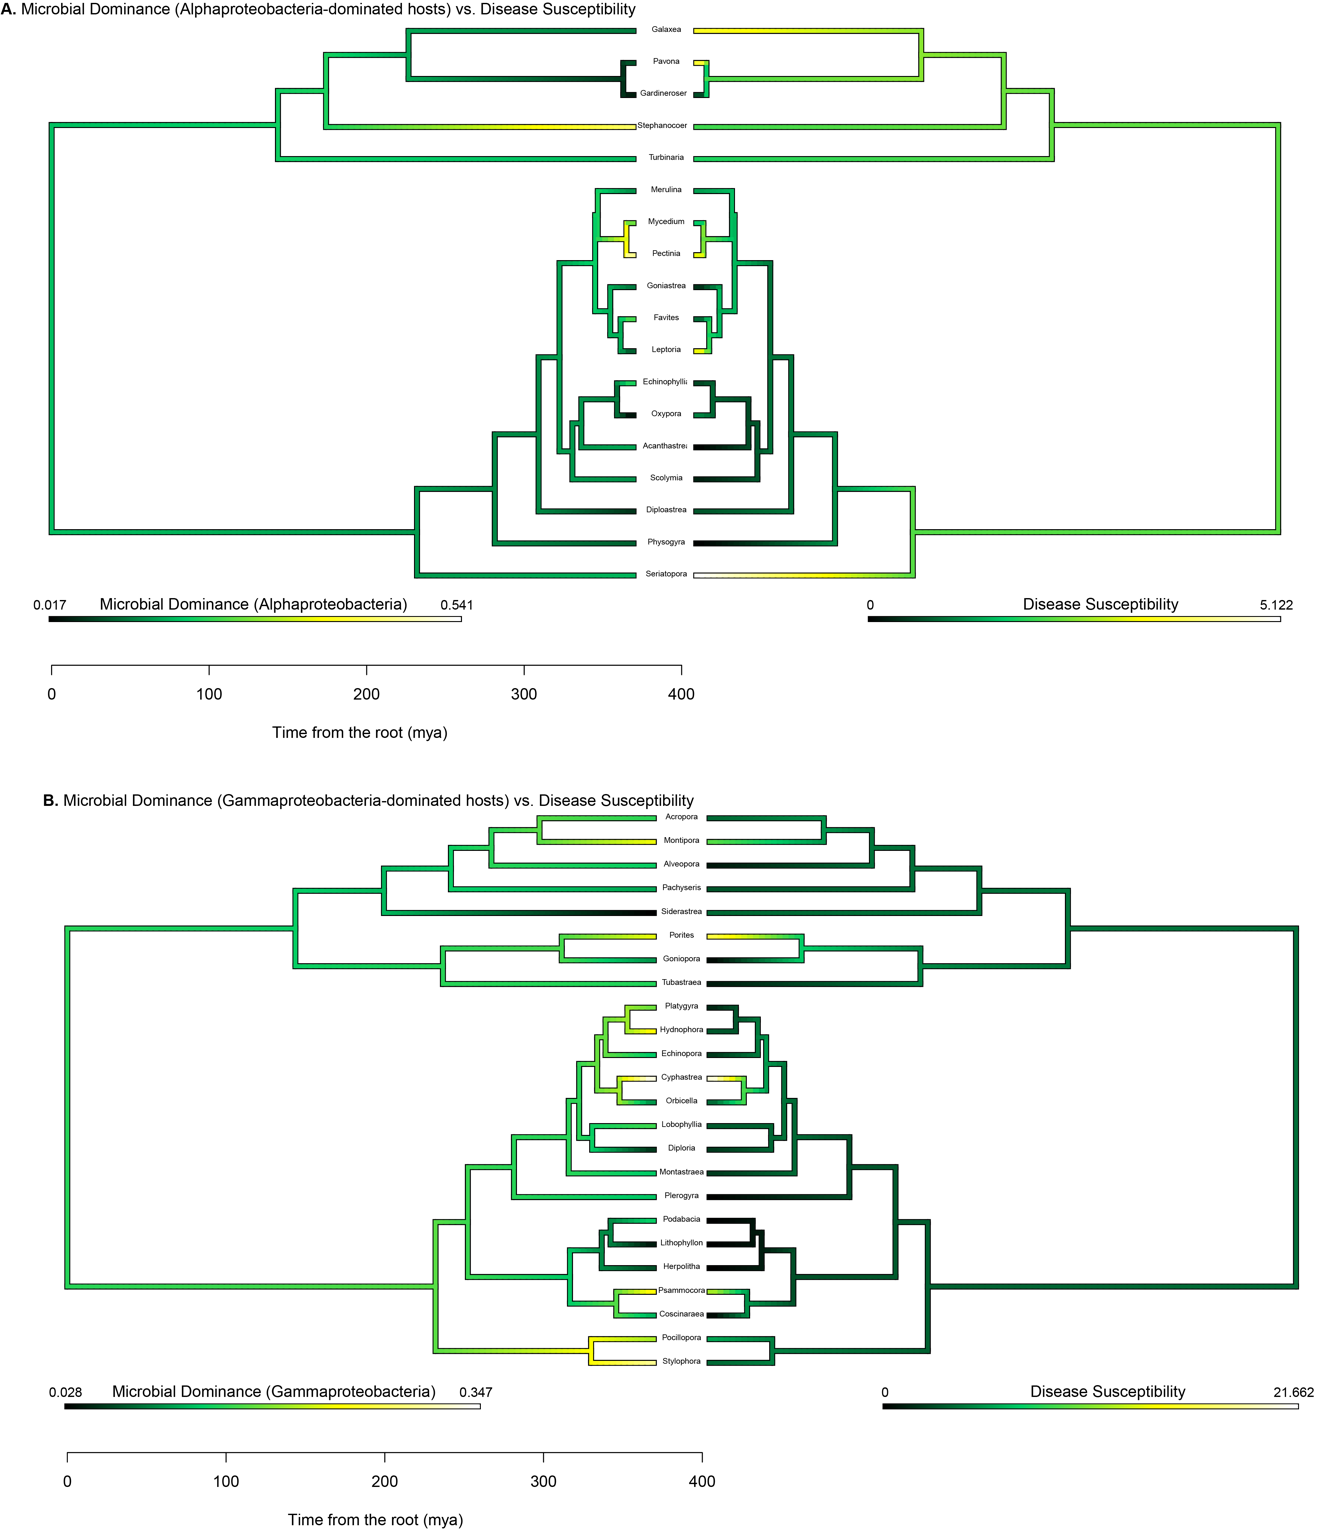 A. Microbial Dominance (Alphaproteobacteria-dominated hosts) vs. Disease Susceptibility
Galaxea
Pavona
Gardineroser
Stephanocoer
Turbinaria
Merulina
Mycedium
Pectinia
Goniastrea
Favites
Leptoria
Echinophyllia
Oxypora
Acanthastrea
Scolymia
Diploastrea
Physogyra
Seriatopora
0.017 Microbial Dominance (Alphaproteobacteria) 0.541
0 Disease Susceptibility 5.122
0 100 200 300 400
Time from the root (mya)
B. Microbial Dominance (Gammaproteobacteria-dominated hosts) vs. Disease Susceptibility
Acropora
Montipora
Alveopora
Pachyseris
Siderastrea
Porites
Goniopora
Tubastraea
Platygyra
Hydnophora
Echinopora
Cyphastrea
Orbicella
Lobophyllia
Diploria
Montastraea
Plerogyra
Podabacia
Lithophyllon
Herpolitha
Psammocora
Coscinaraea
Pocillopora
Stylophora
0.028 Microbial Dominance (Gammaproteobacteria) 0.347
0 Disease Susceptibility 21.662
0 100 200 300 400
Time from the root (mya)